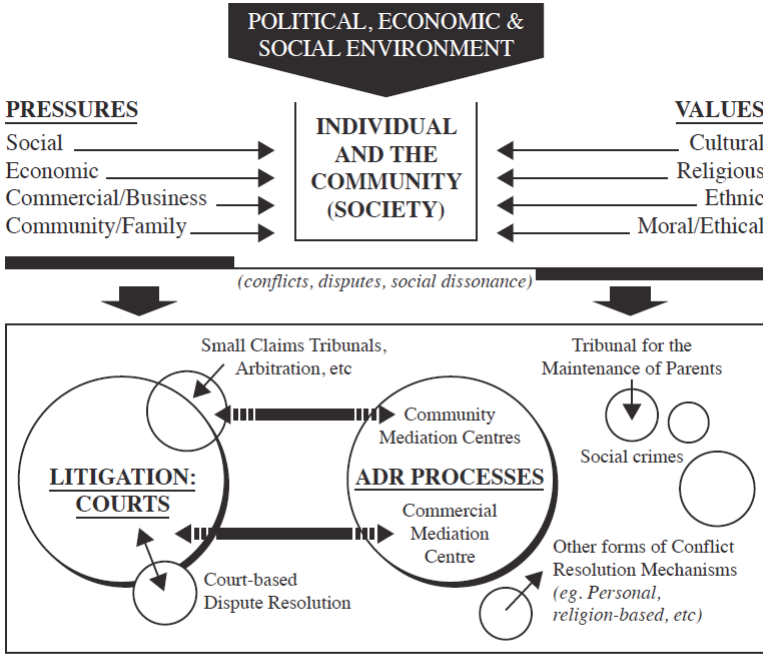 POLITICAL, ECONOMIC &
SOCIAL ENVIRONMENT
PRESSURES
Social
Economic
Commercial/Business
Community/Family
INDIVIDUAL
AND THE
COMMUNITY
(SOCIETY)
VALUES
Cultural
Religious
Ethnic
Moral/Ethical
(conflicts, disputes, social dissonance)
Small Claims Tribunals,
Arbitration, etc
Tribunal for the
Maintenance of Parents
Community
Mediation Centres
Social crimes
LITIGATION:
COURTS
ADR PROCESSES
Commercial
Mediation
Centre
Court-based
Dispute Resolution
Other forms of Conflict
Resolution Mechanisms
(eg. Personal,
religion-based, etc)